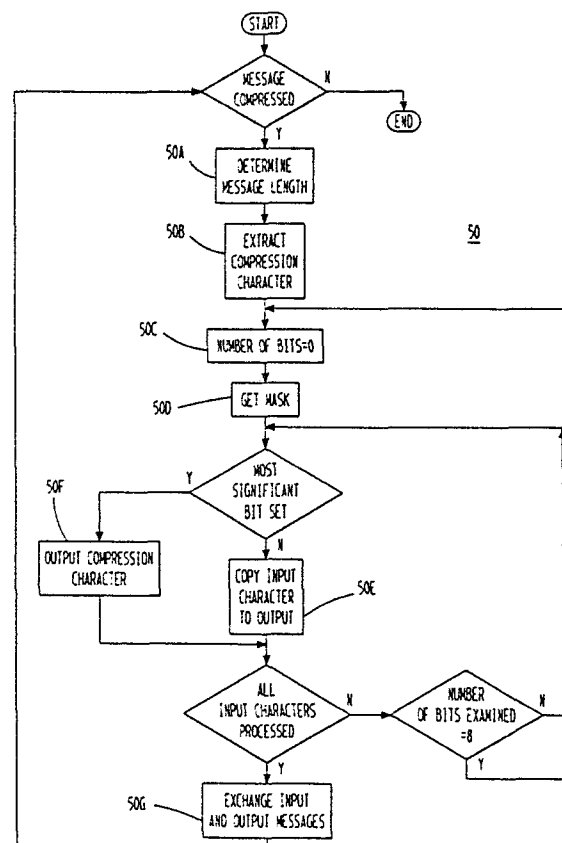 START
MESSAGE
COMPRESSED
N
END
Y
50A
DETERMINE
MESSAGE LENGTH
50B
EXTRACT
COMPRESSION
CHARACTER
50
50C
NUMBER OF BITS=0
50D
GET MASK
MOST
SIGNIFICANT
BIT SET
Y
50F
OUTPUT COMPRESSION
CHARACTER
N
COPY INPUT
CHARACTER
TO OUTPUT
50E
ALL
INPUT CHARACTERS
PROCESSED
N
NUMBER
OF BITS EXAMINED
=8
N
Y
Y
50G
EXCHANGE INPUT
AND OUTPUT MESSAGES